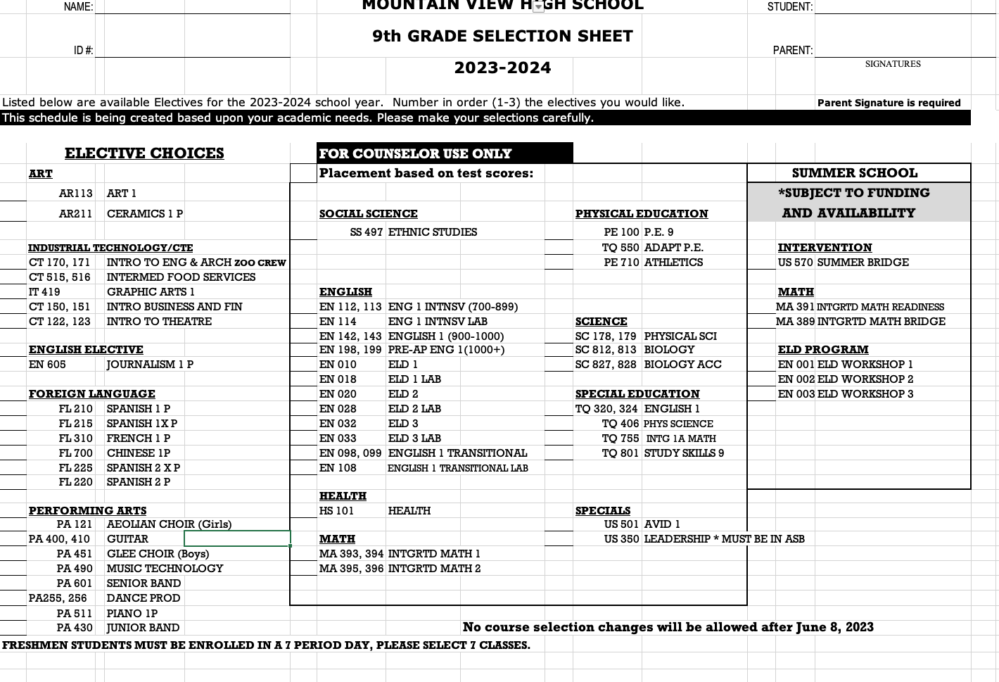 NAME:
MOUNTAIN VIEW HIGH SCHOOL
STUDENT:
9th GRADE SELECTION SHEET
ID #:
PARENT:
2023-2024
SIGNATURES
Listed below are available Electives for the 2023-2024 school year. Number in order (1-3) the electives you would like.
Parent Signature is required
This schedule is being created based upon your academic needs. Please make your selections carefully.
ELECTIVE CHOICES
ART
AR113 ART 1
AR211 CERAMICS 1 P
INDUSTRIAL TECHNOLOGY/CTE
CT 170, 171 INTRO TO ENG & ARCH ZOO CREW
CT 515, 516 INTERMED FOOD SERVICES
IT 419 GRAPHIC ARTS 1
CT 150, 151 INTRO BUSINESS AND FIN
CT 122, 123 INTRO TO THEATRE
ENGLISH ELECTIVE
EN 605 JOURNALISM 1 P
FOREIGN LANGUAGE
FL 210 SPANISH 1 P
FL 215 SPANISH 1X P
FL 310 FRENCH 1 P
FL 700 CHINESE 1P
FL 225 SPANISH 2 X P
FL 220 SPANISH 2 P
PERFORMING ARTS
PA 121 AEOLIAN CHOIR (Girls)
PA 400, 410 GUITAR
PA 451 GLEE CHOIR (Boys)
PA 490 MUSIC TECHNOLOGY
PA 601 SENIOR BAND
PA255, 256 DANCE PROD
PA 511 PIANO 1P
PA 430 JUNIOR BAND
FOR COUNSELOR USE ONLY
Placement based on test scores:
SOCIAL SCIENCE
SS 497 ETHNIC STUDIES
ENGLISH
EN 112, 113 ENG 1 INTNSV (700-899)
EN 114 ENG 1 INTNSV LAB
EN 142, 143 ENGLISH 1 (900-1000)
EN 198, 199 PRE-AP ENG 1(1000+)
EN 010 ELD 1
EN 018 ELD 1 LAB
EN 020 ELD 2
EN 028 ELD 2 LAB
EN 032 ELD 3
EN 033 ELD 3 LAB
EN 098, 099 ENGLISH 1 TRANSITIONAL
EN 108 ENGLISH 1 TRANSITIONAL LAB
HEALTH
HS 101 HEALTH
MATH
MA 393, 394 INTGRTD MATH 1
MA 395, 396 INTGRTD MATH 2
PHYSICAL EDUCATION
PE 100 P.E. 9
TQ 550 ADAPT P.E.
PE 710 ATHLETICS
SCIENCE
SC 178, 179 PHYSICAL SCI
SC 812, 813 BIOLOGY
SC 827, 828 BIOLOGY ACC
SPECIAL EDUCATION
TQ 320, 324 ENGLISH 1
TQ 406 PHYS SCIENCE
TQ 755 INTG 1A MATH
TQ 801 STUDY SKILLS 9
SPECIALS
US 501 AVID 1
US 350 LEADERSHIP * MUST BE IN ASB
SUMMER SCHOOL
*SUBJECT TO FUNDING
AND AVAILABILITY
INTERVENTION
US 570 SUMMER BRIDGE
MATH
MA 391 INTGRTD MATH READINESS
MA 389 INTGRTD MATH BRIDGE
ELD PROGRAM
EN 001 ELD WORKSHOP 1
EN 002 ELD WORKSHOP 2
EN 003 ELD WORKSHOP 3
No course selection changes will be allowed after June 8, 2023
FRESHMEN STUDENTS MUST BE ENROLLED IN A 7 PERIOD DAY, PLEASE SELECT 7 CLASSES.